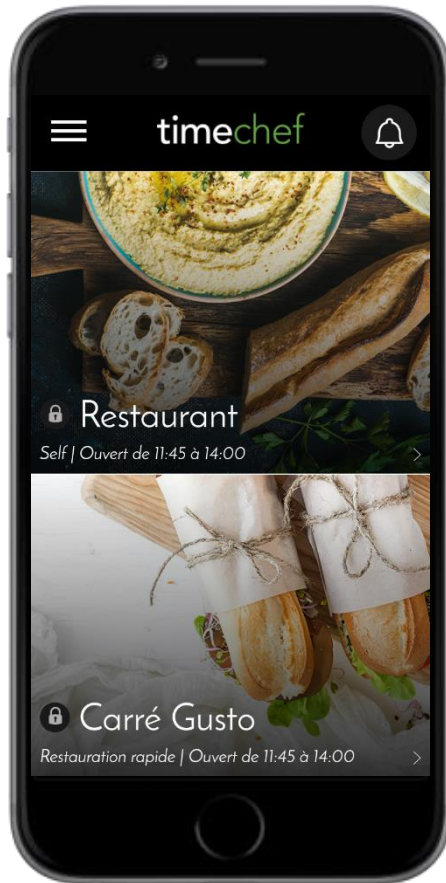 timechef
Restaurant
Self | Ouvert de 11:45 à 14:00
Carré Gusto
Restauration rapide | Ouvert de 11:45 à 14:00